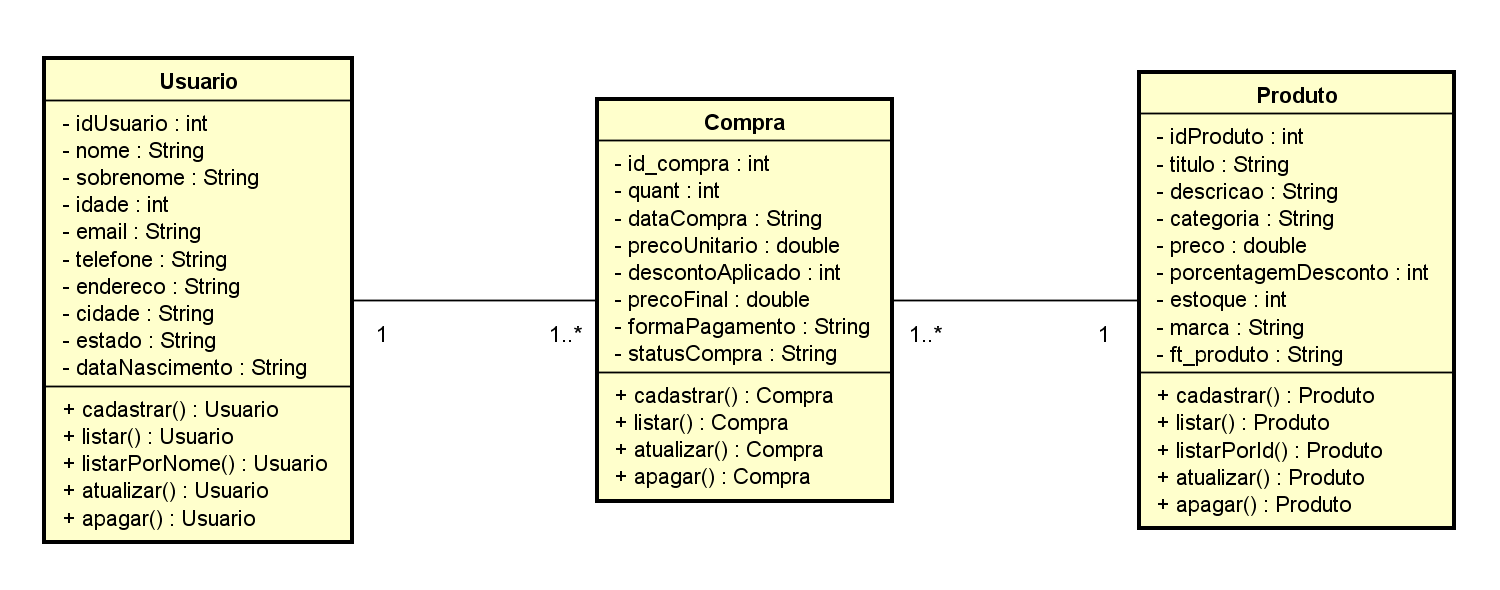 Usuario
- idUsuario : int
- nome : String
- sobrenome : String
- idade : int
- email : String
- telefone : String
- endereco : String
- cidade : String
- estado : String
- dataNascimento : String
+ cadastrar() : Usuario
+ listar() : Usuario
+ listarPorNome() : Usuario
+ atualizar() : Usuario
+ apagar() : Usuario
1
1..*
Compra
- id_compra : int
- quant : int
- dataCompra : String
- precoUnitario : double
- descontoAplicado : int
- precoFinal : double
- formaPagamento : String
- statusCompra : String
+ cadastrar() : Compra
+ listar() : Compra
+ atualizar() : Compra
+ apagar() : Compra
1..*
1
Produto
- idProduto : int
- titulo : String
- descricao : String
- categoria : String
- preco : double
- porcentagemDesconto : int
- estoque : int
- marca : String
- ft_produto : String
+ cadastrar() : Produto
+ listar() : Produto
+ listarPorId() : Produto
+ atualizar() : Produto
+ apagar() : Produto